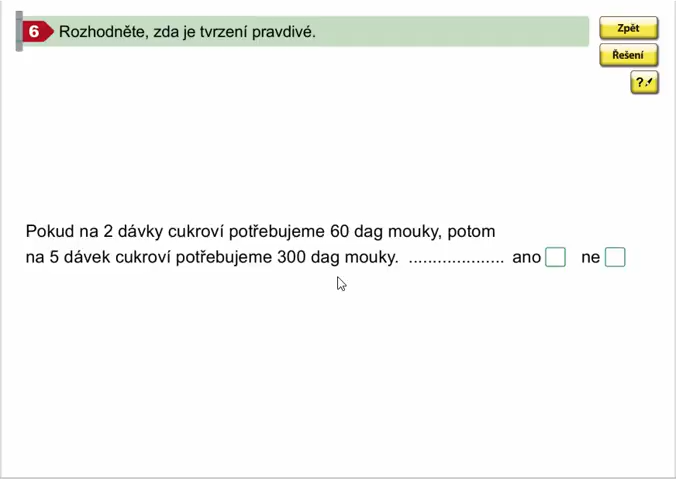 6 Rozhodněte, zda je tvrzení pravdivé.
Zpět
Řešení
?
Pokud na 2 dávky cukroví potřebujeme 60 dag mouky, potom
na 5 dávek cukroví potřebujeme 300 dag mouky. .................... ano ne